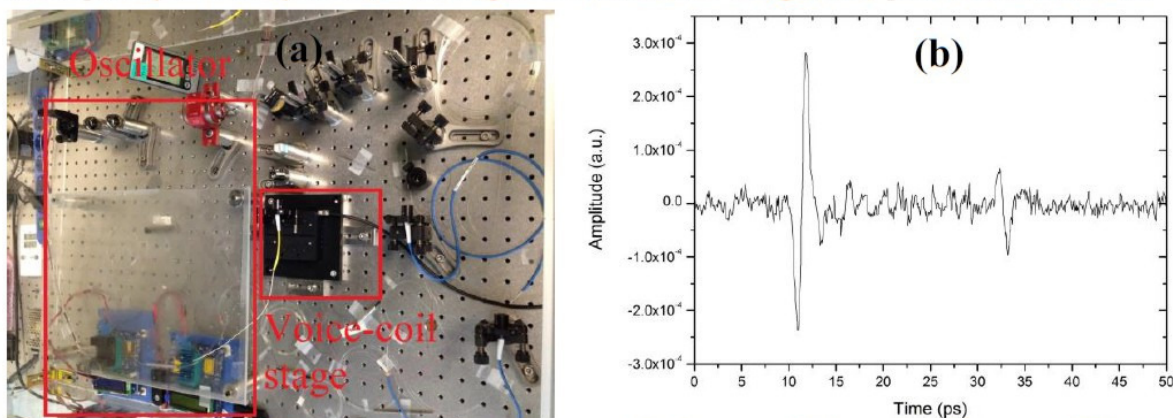 (a)
Oscillator
Voice-coil
stage
(b)
Amplitude (a.u.)
3.0x10⁻⁴
2.0x10⁻⁴
1.0x10⁻⁴
0.0
-1.0x10⁻⁴
-2.0x10⁻⁴
-3.0x10⁻⁴
0 5 10 15 20 25 30 35 40 45 50
Time (ps)